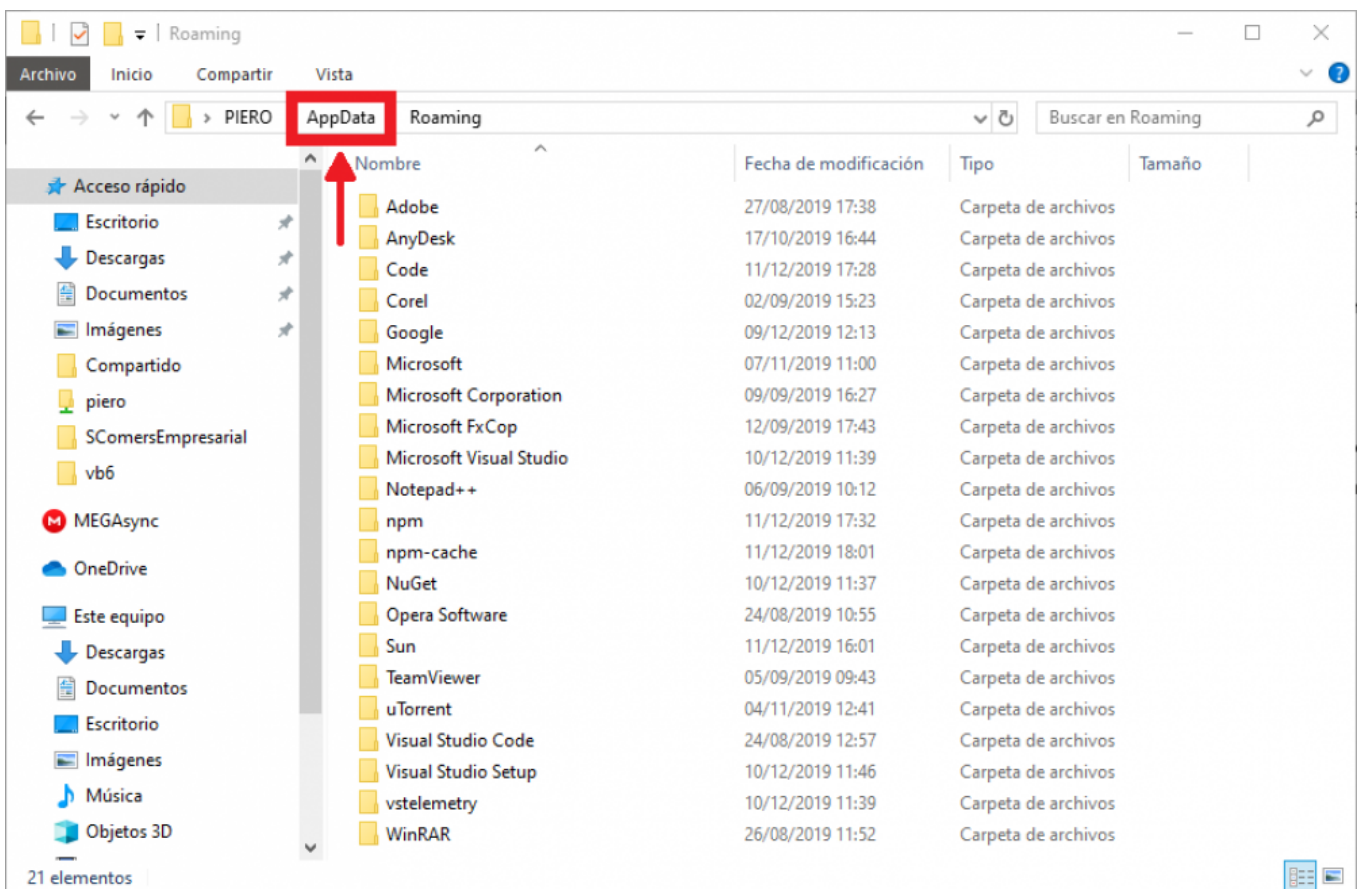 Roaming
Archivo Inicio Compartir Vista
PIERO AppData Roaming Buscar en Roaming
Nombre Fecha de modificación Tipo Tamaño
Acceso rápido
Escritorio
Descargas
Documentos
Imágenes
Compartido
piero
SComersEmpresarial
vb6
MEGAsync
OneDrive
Este equipo
Descargas
Documentos
Escritorio
Imágenes
Música
Objetos 3D
Adobe 27/08/2019 17:38 Carpeta de archivos
AnyDesk 17/10/2019 16:44 Carpeta de archivos
Code 11/12/2019 17:28 Carpeta de archivos
Corel 02/09/2019 15:23 Carpeta de archivos
Google 09/12/2019 12:13 Carpeta de archivos
Microsoft 07/11/2019 11:00 Carpeta de archivos
Microsoft Corporation 09/09/2019 16:27 Carpeta de archivos
Microsoft FxCop 12/09/2019 17:43 Carpeta de archivos
Microsoft Visual Studio 10/12/2019 11:39 Carpeta de archivos
Notepad++ 06/09/2019 10:12 Carpeta de archivos
npm 11/12/2019 17:32 Carpeta de archivos
npm-cache 11/12/2019 18:01 Carpeta de archivos
NuGet 10/12/2019 11:37 Carpeta de archivos
Opera Software 24/08/2019 10:55 Carpeta de archivos
Sun 11/12/2019 16:01 Carpeta de archivos
TeamViewer 05/09/2019 09:43 Carpeta de archivos
uTorrent 04/11/2019 12:41 Carpeta de archivos
Visual Studio Code 24/08/2019 12:57 Carpeta de archivos
Visual Studio Setup 10/12/2019 11:46 Carpeta de archivos
vstelemetry 10/12/2019 11:39 Carpeta de archivos
WinRAR 26/08/2019 11:52 Carpeta de archivos
21 elementos